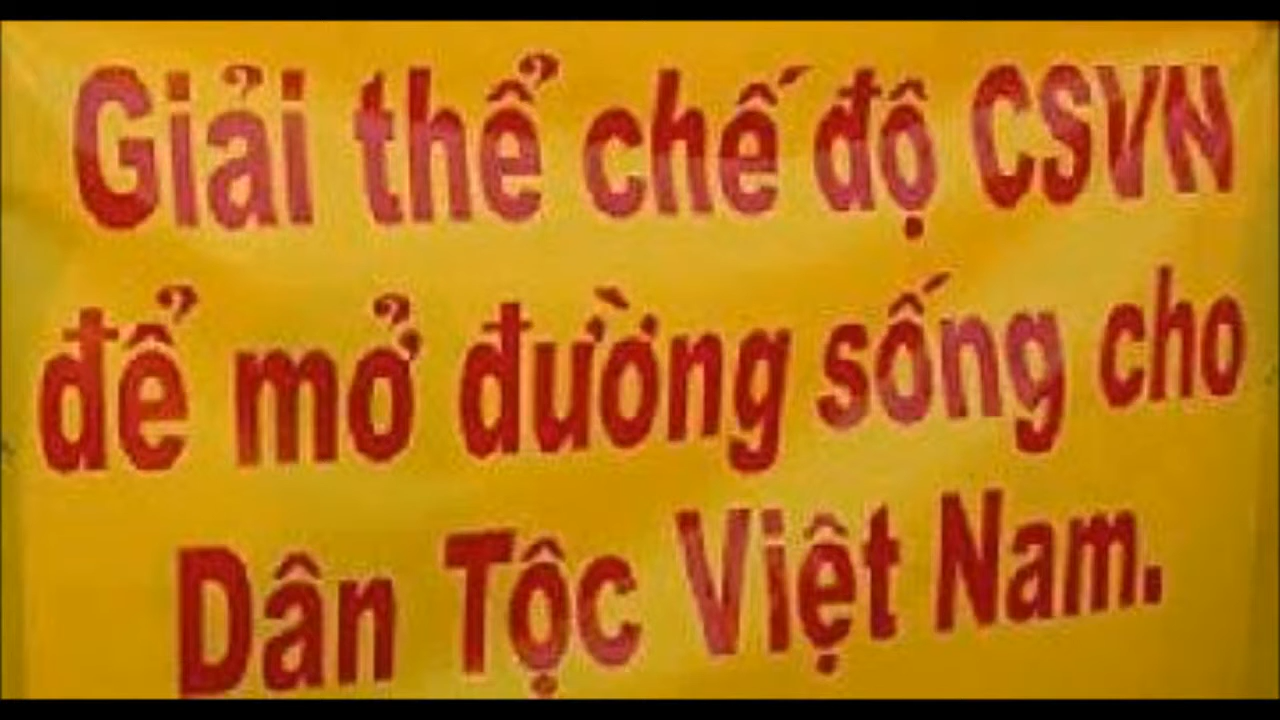 Giải thể chế độ CSVN
để mở đường sống cho
Dân Tộc Việt Nam.